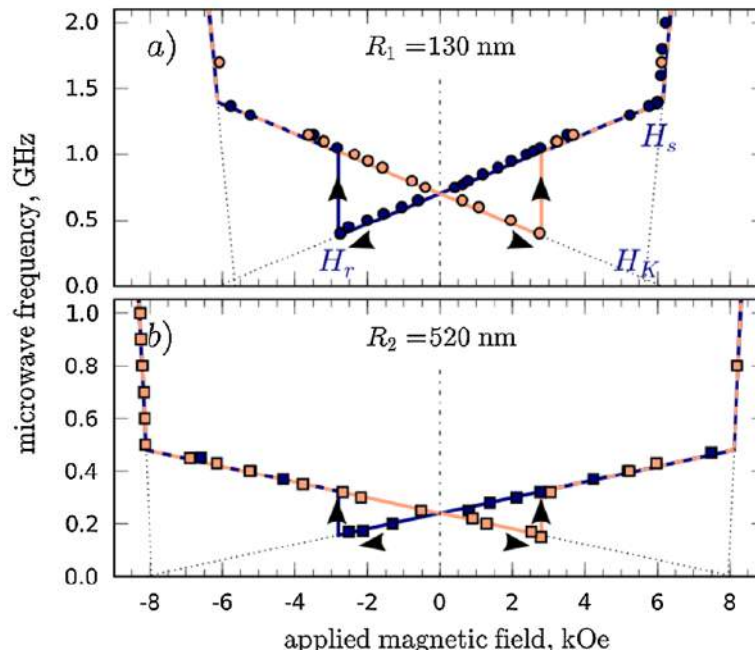 2.0
a)
R₁ = 130 nm
1.5
Hₛ
1.0
0.5
Hᵣ
H_K
0.0
microwave frequency, GHz
1.0
b)
R₂ = 520 nm
0.8
0.6
0.4
0.2
0.0
-8 -6 -4 -2 0 2 4 6 8
applied magnetic field, kOe